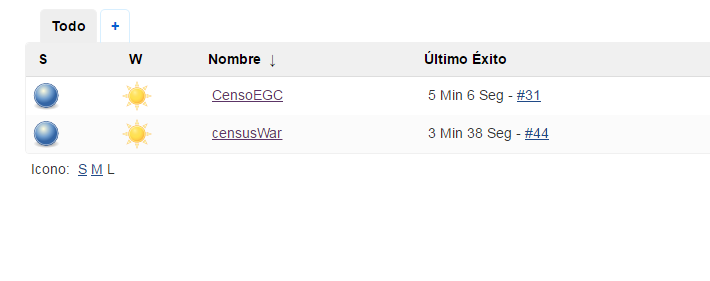 Todo +
S W Nombre ↓ Último Éxito
CensoEGC 5 Min 6 Seg - #31
censusWar 3 Min 38 Seg - #44
Icono: S M L